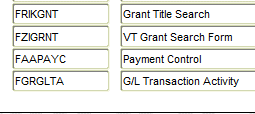 FRIKGNT Grant Title Search
FZIGRNT VT Grant Search Form
FAAPAYC Payment Control
FGRGLTA G/L Transaction Activity